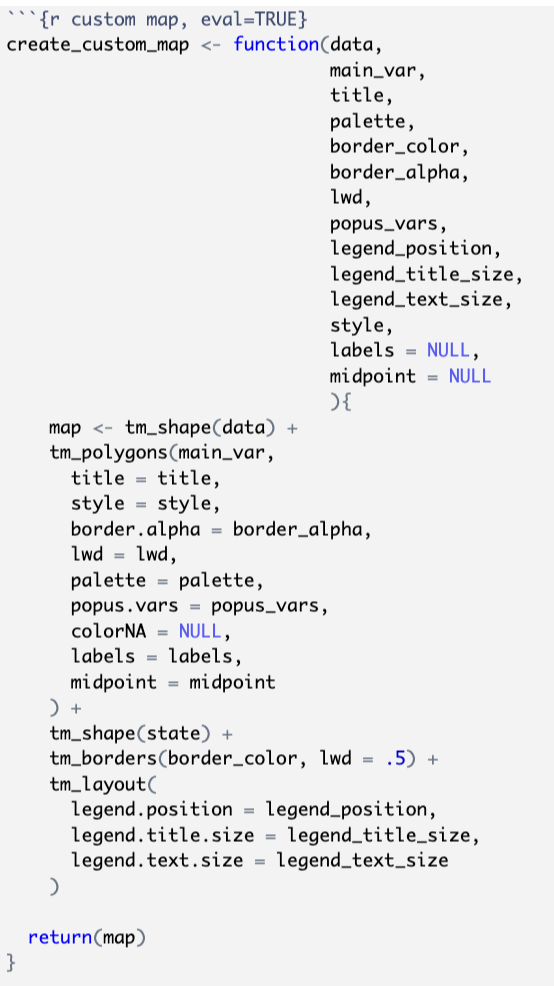 ```{r custom map, eval=TRUE}
create_custom_map <- function(data,
                              main_var,
                              title,
                              palette,
                              border_color,
                              border_alpha,
                              lwd,
                              popus_vars,
                              legend_position,
                              legend_title_size,
                              legend_text_size,
                              style,
                              labels = NULL,
                              midpoint = NULL
                              ){
    map <- tm_shape(data) +
    tm_polygons(main_var,
      title = title,
      style = style,
      border.alpha = border_alpha,
      lwd = lwd,
      palette = palette,
      popus.vars = popus_vars,
      colorNA = NULL,
      labels = labels,
      midpoint = midpoint
    ) +
    tm_shape(state) +
    tm_borders(border_color, lwd = .5) +
    tm_layout(
      legend.position = legend_position,
      legend.title.size = legend_title_size,
      legend.text.size = legend_text_size
    )

  return(map)
}